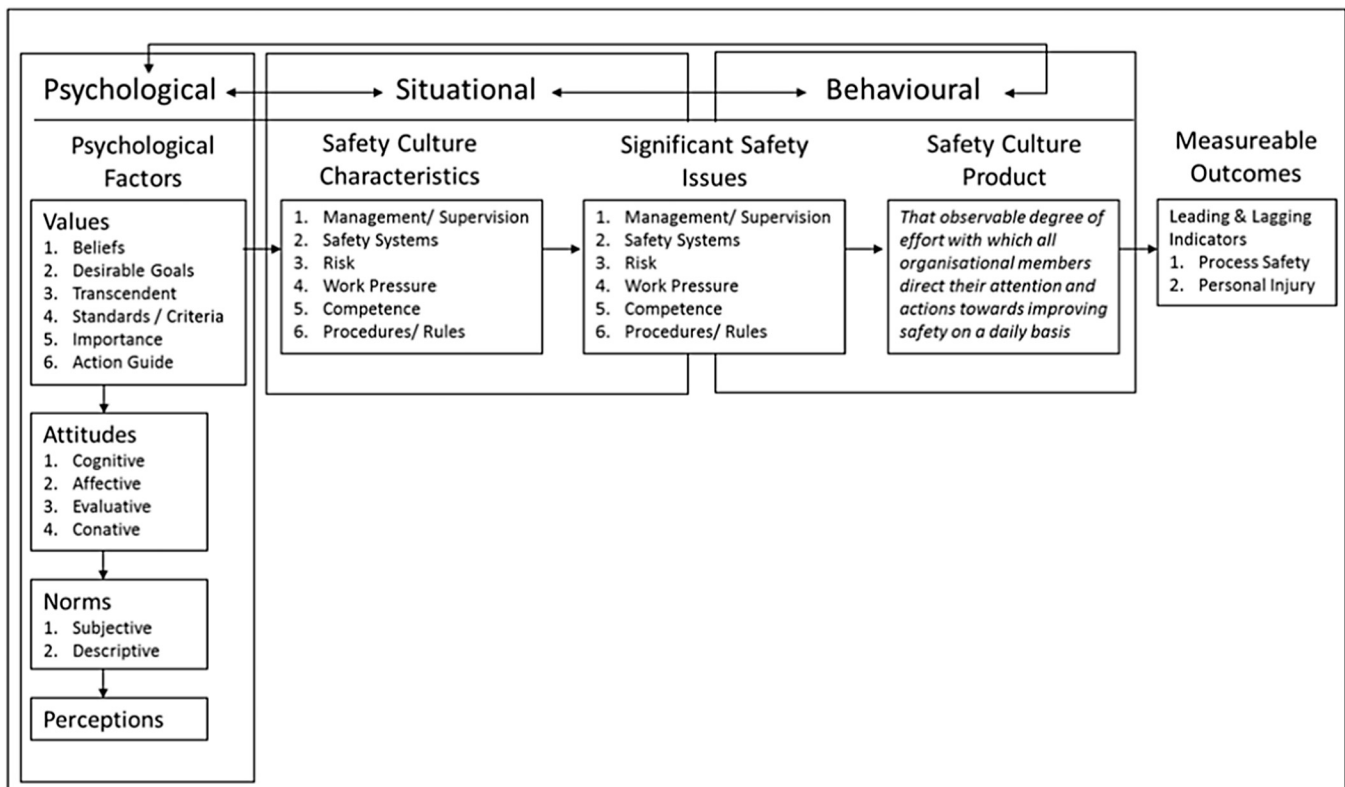 Psychological
Situational
Behavioural
Psychological
Factors
Values
1. Beliefs
2. Desirable Goals
3. Transcendent
4. Standards / Criteria
5. Importance
6. Action Guide
Attitudes
1. Cognitive
2. Affective
3. Evaluative
4. Conative
Norms
1. Subjective
2. Descriptive
Perceptions
Safety Culture
Characteristics
1. Management/ Supervision
2. Safety Systems
3. Risk
4. Work Pressure
5. Competence
6. Procedures/ Rules
Significant Safety
Issues
1. Management/ Supervision
2. Safety Systems
3. Risk
4. Work Pressure
5. Competence
6. Procedures/ Rules
Safety Culture
Product
That observable degree of
effort with which all
organisational members
direct their attention and
actions towards improving
safety on a daily basis
Measureable
Outcomes
Leading & Lagging
Indicators
1. Process Safety
2. Personal Injury